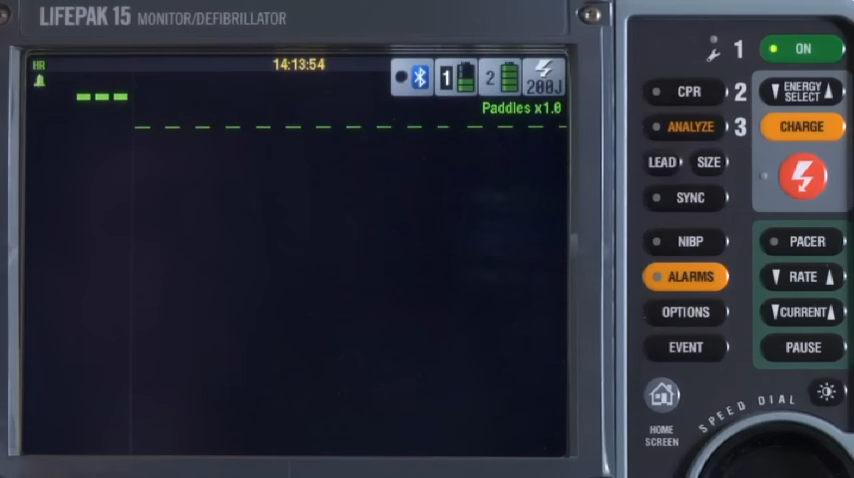 LIFEPAK 15 MONITOR/DEFIBRILLATOR
HR
14:13:54
1
2
200J
Paddles x1.0
1
ON
CPR
2
ENERGY SELECT
ANALYZE
3
CHARGE
LEAD
SIZE
SYNC
NIBP
PACER
ALARMS
RATE
OPTIONS
CURRENT
EVENT
PAUSE
HOME
SCREEN
SPEED DIAL